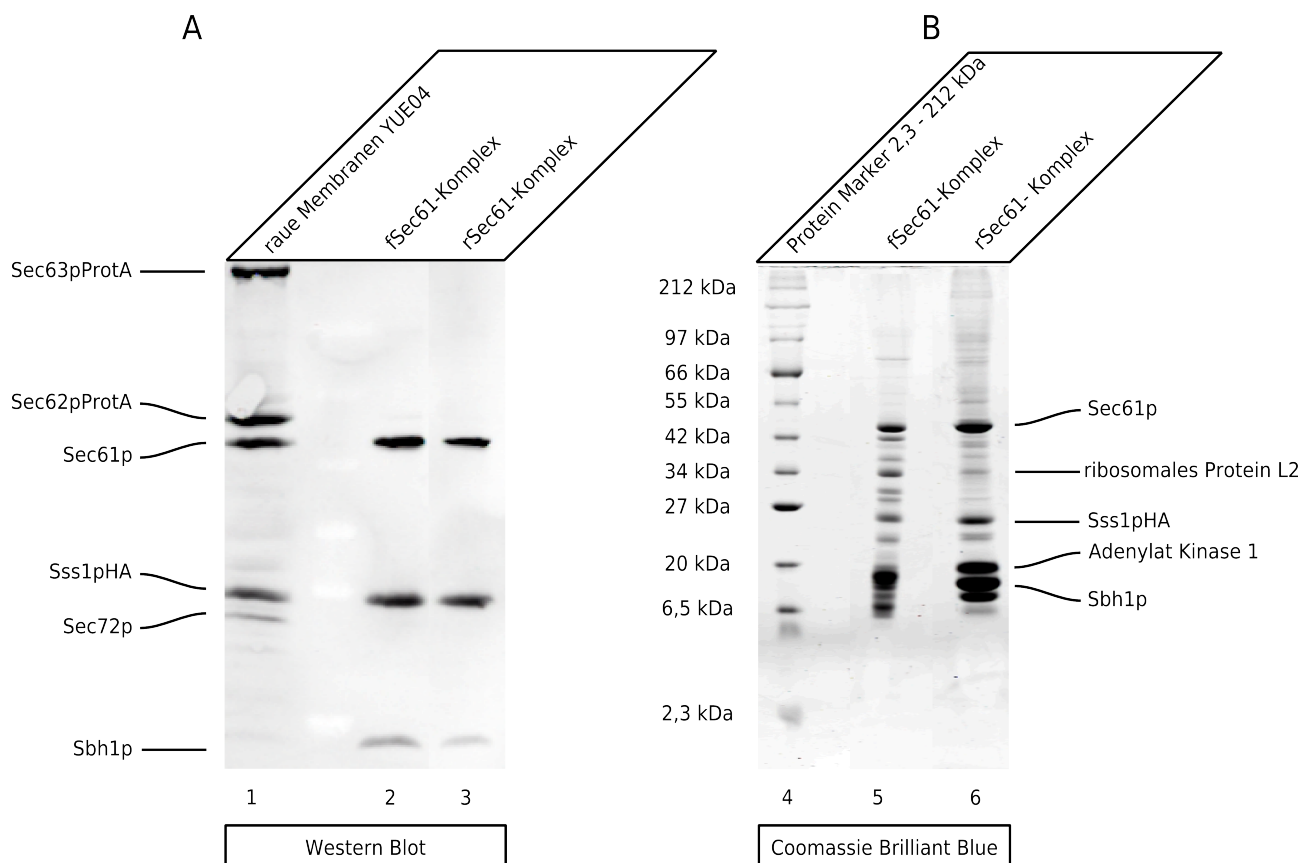 A
raue Membranen YUE04
fSec61-Komplex
rSec61-Komplex
Sec63pProtA
Sec62pProtA
Sec61p
Sss1pHA
Sec72p
Sbh1p
1
2
3
Western Blot
B
Protein Marker 2,3 - 212 kDa
fSec61-Komplex
rSec61- Komplex
212 kDa
97 kDa
66 kDa
55 kDa
42 kDa
34 kDa
27 kDa
20 kDa
6,5 kDa
2,3 kDa
Sec61p
ribosomales Protein L2
Sss1pHA
Adenylat Kinase 1
Sbh1p
4
5
6
Coomassie Brilliant Blue